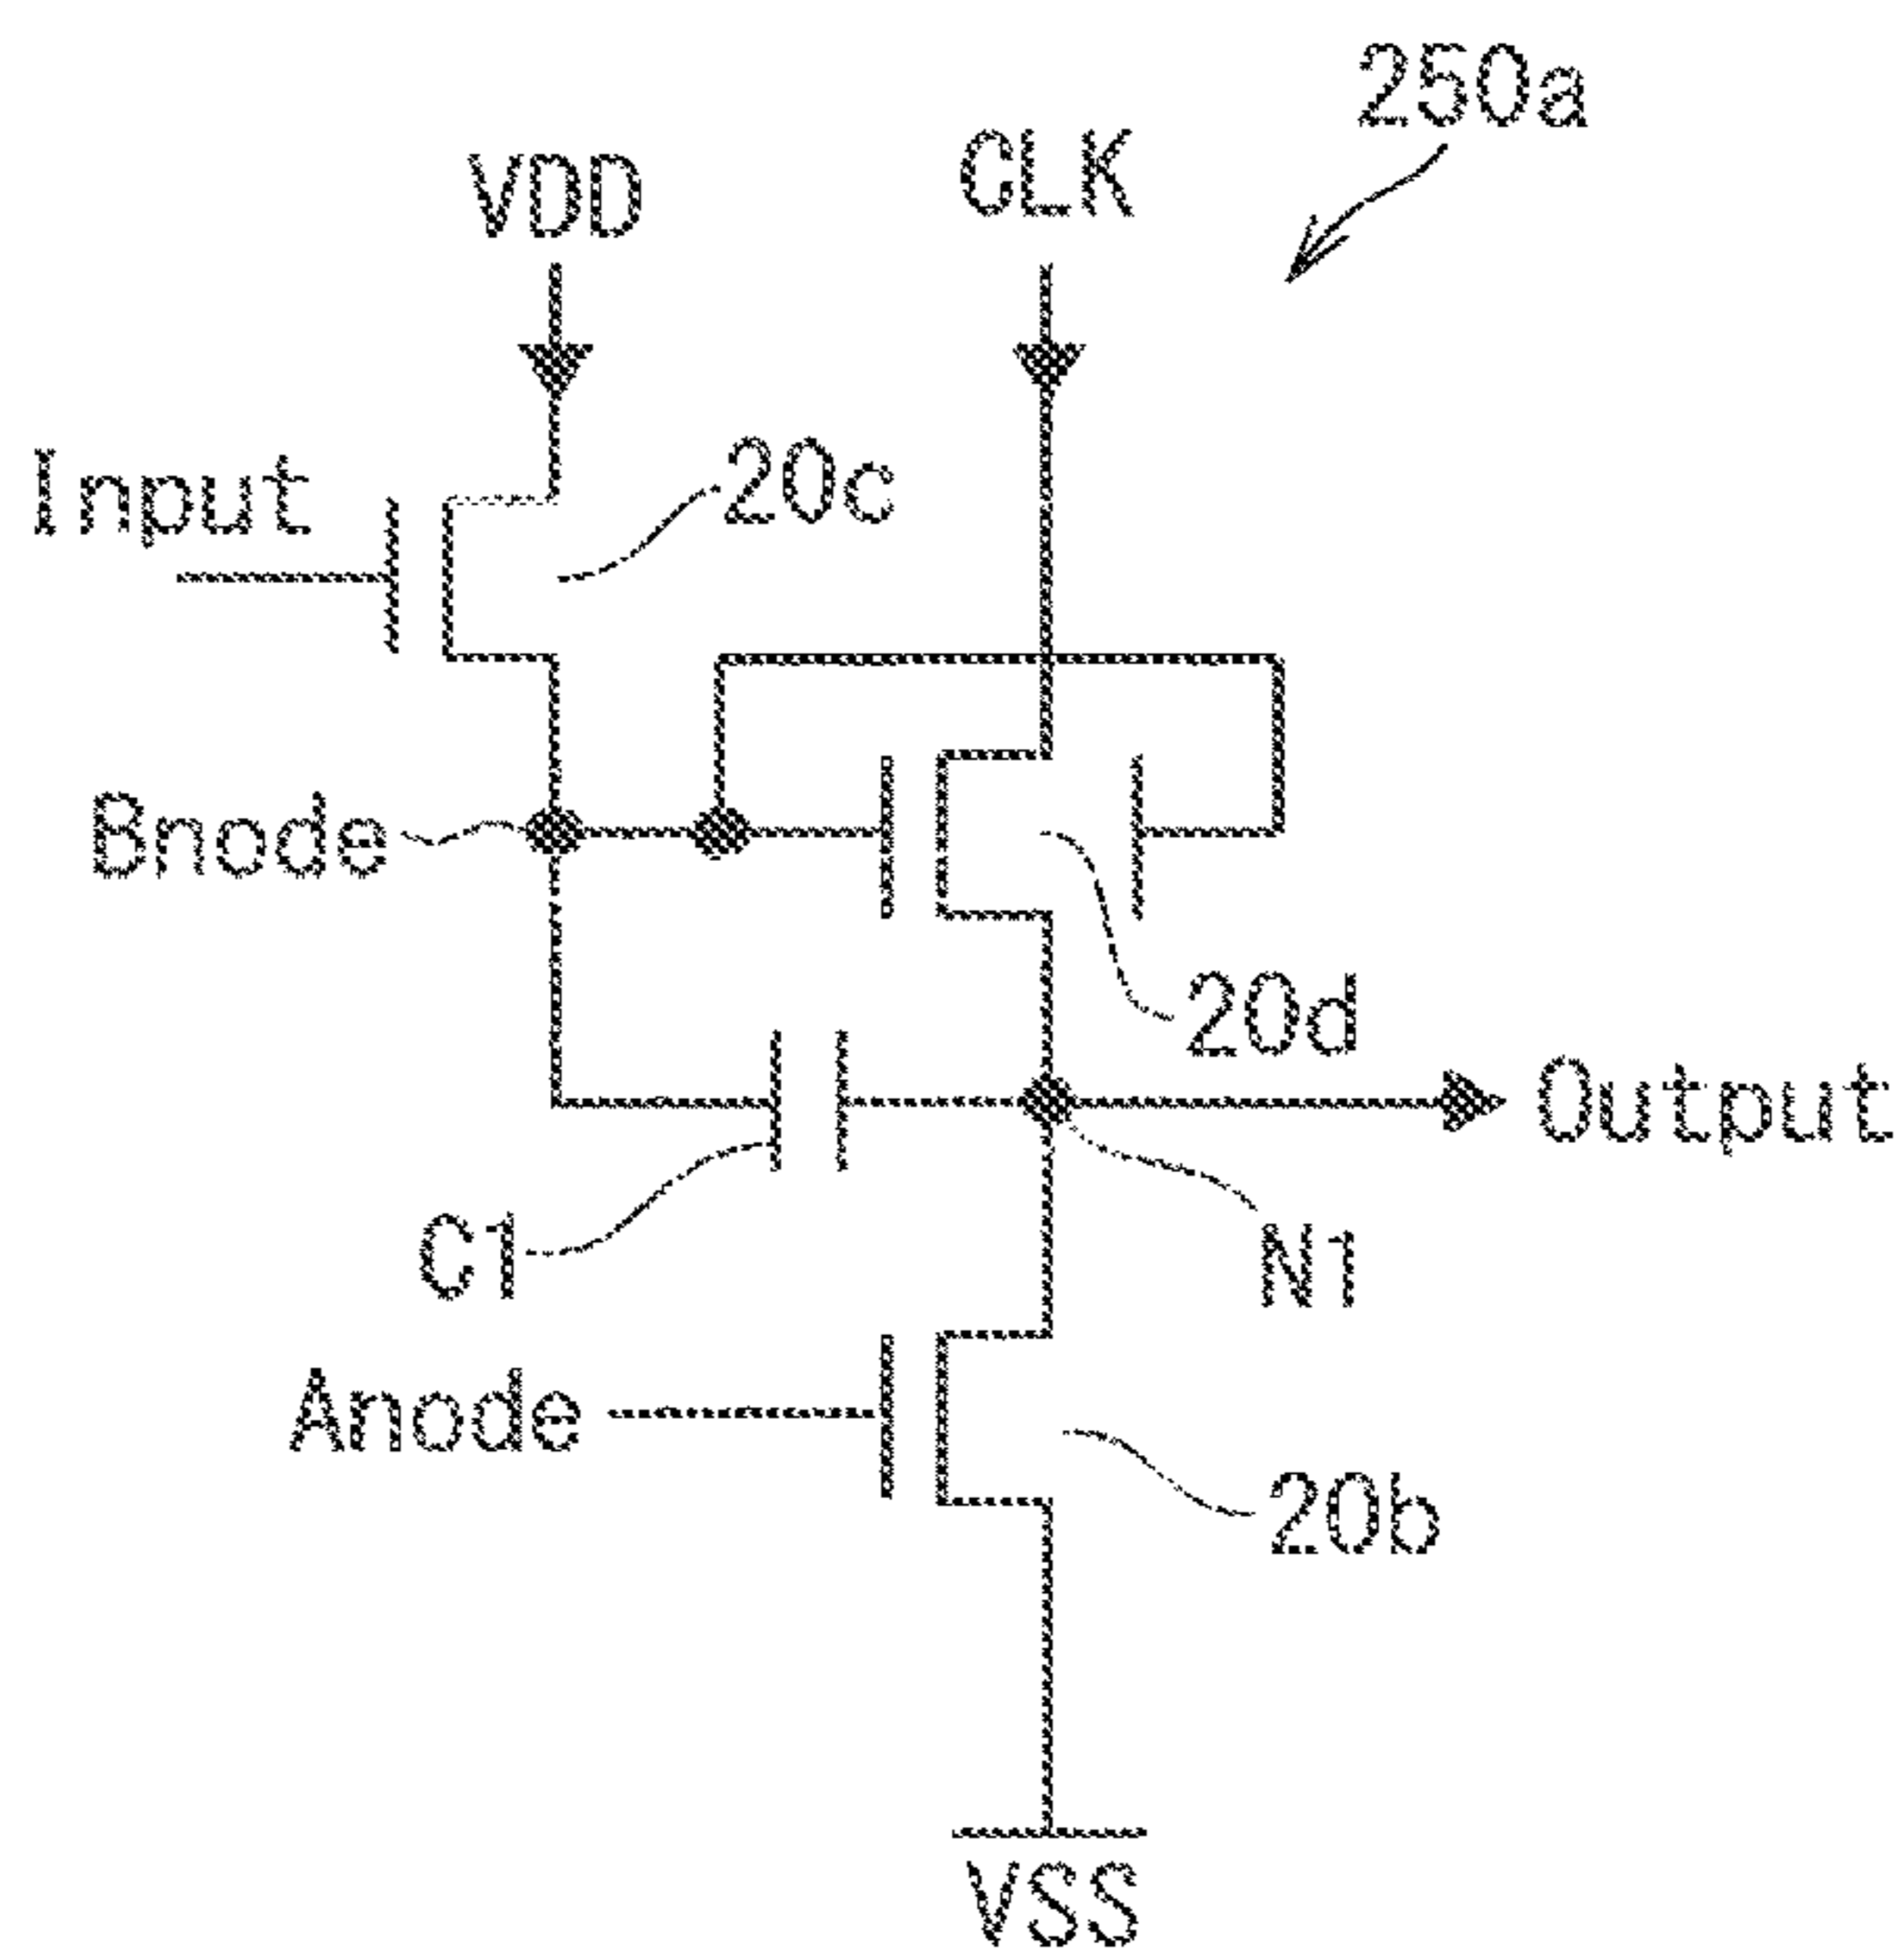 250a
VDD
CLK
Input
20c
Bnode
20d
Output
C1
N1
Anode
20b
VSS